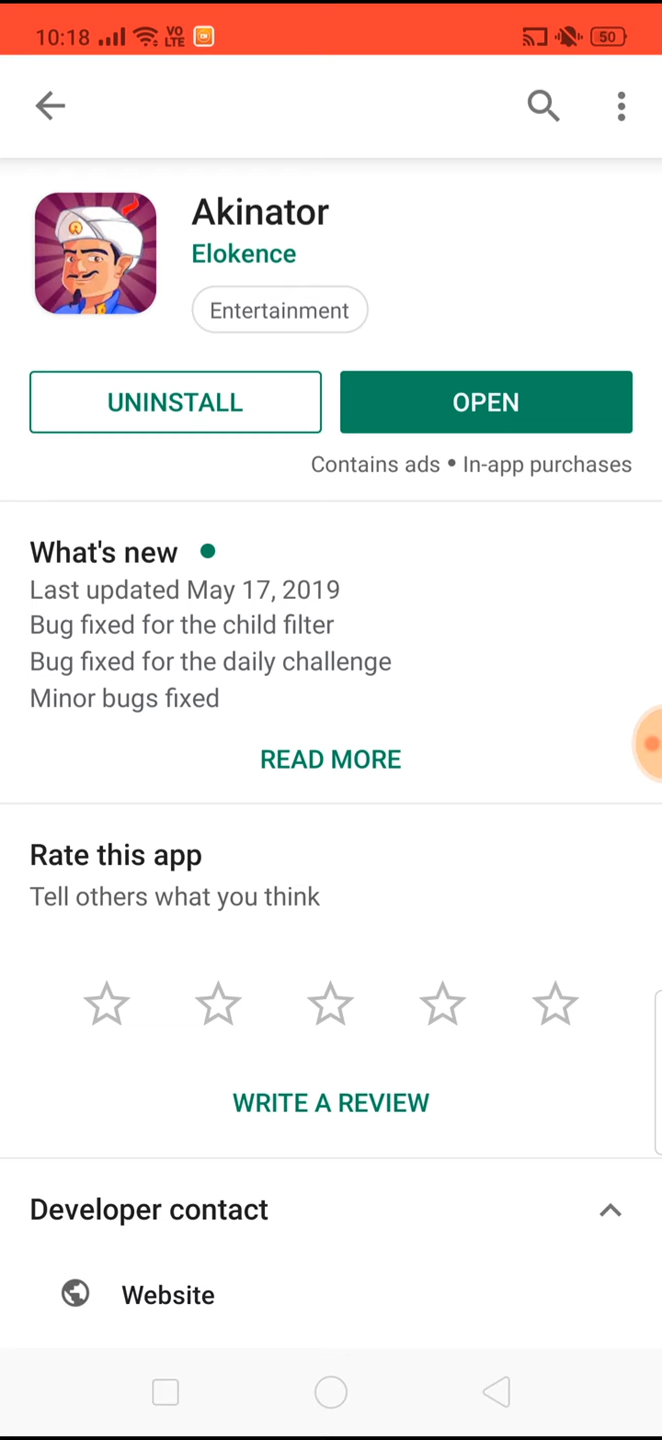 10:18 VO LTE 50
Akinator
Elokence
Entertainment
UNINSTALL OPEN
Contains ads • In-app purchases
What's new
Last updated May 17, 2019
Bug fixed for the child filter
Bug fixed for the daily challenge
Minor bugs fixed
READ MORE
Rate this app
Tell others what you think
WRITE A REVIEW
Developer contact
Website